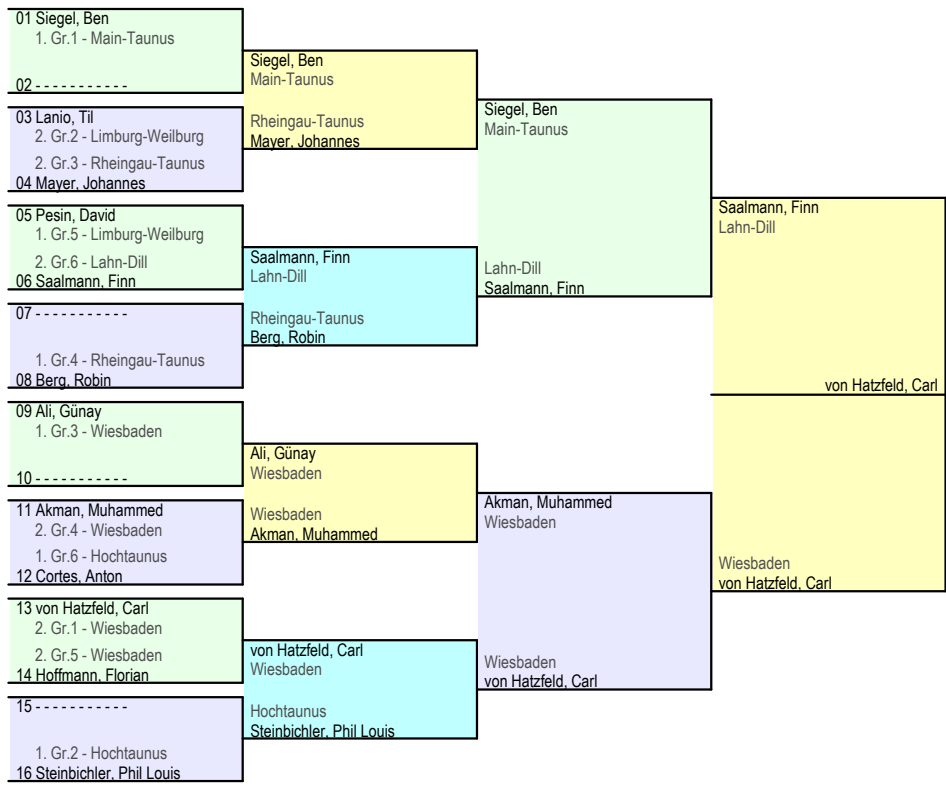 01 Siegel, Ben
1. Gr.1 - Main-Taunus
02 - - - - - - - - - - -
03 Lanio, Til
2. Gr.2 - Limburg-Weilburg
2. Gr.3 - Rheingau-Taunus
04 Mayer, Johannes
05 Pesin, David
1. Gr.5 - Limburg-Weilburg
2. Gr.6 - Lahn-Dill
06 Saalmann, Finn
07 - - - - - - - - - - -
1. Gr.4 - Rheingau-Taunus
08 Berg, Robin
09 Ali, Günay
1. Gr.3 - Wiesbaden
10 - - - - - - - - - - -
11 Akman, Muhammed
2. Gr.4 - Wiesbaden
1. Gr.6 - Hochtaunus
12 Cortes, Anton
13 von Hatzfeld, Carl
2. Gr.1 - Wiesbaden
2. Gr.5 - Wiesbaden
14 Hoffmann, Florian
15 - - - - - - - - - - -
1. Gr.2 - Hochtaunus
16 Steinbichler, Phil Louis
Siegel, Ben
Main-Taunus
Rheingau-Taunus
Mayer, Johannes
Saalmann, Finn
Lahn-Dill
Rheingau-Taunus
Berg, Robin
Ali, Günay
Wiesbaden
Wiesbaden
Akman, Muhammed
von Hatzfeld, Carl
Wiesbaden
Hochtaunus
Steinbichler, Phil Louis
Siegel, Ben
Main-Taunus
Lahn-Dill
Saalmann, Finn
Akman, Muhammed
Wiesbaden
Wiesbaden
von Hatzfeld, Carl
Saalmann, Finn
Lahn-Dill
von Hatzfeld, Carl
Wiesbaden
von Hatzfeld, Carl